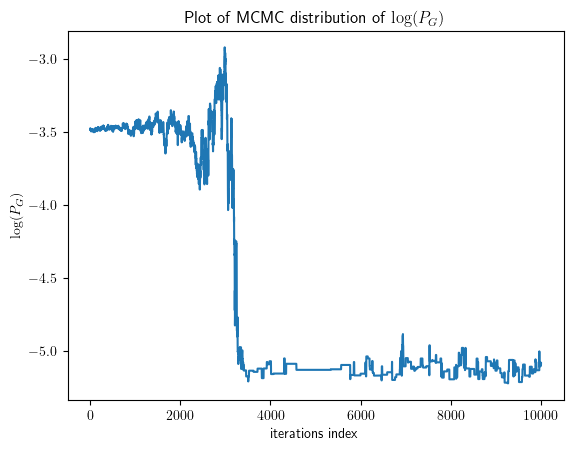 Plot of MCMC distribution of log(P_G)
−3.0
−3.5
−4.0
−4.5
−5.0
log(P_G)
0 2000 4000 6000 8000 10000
iterations index